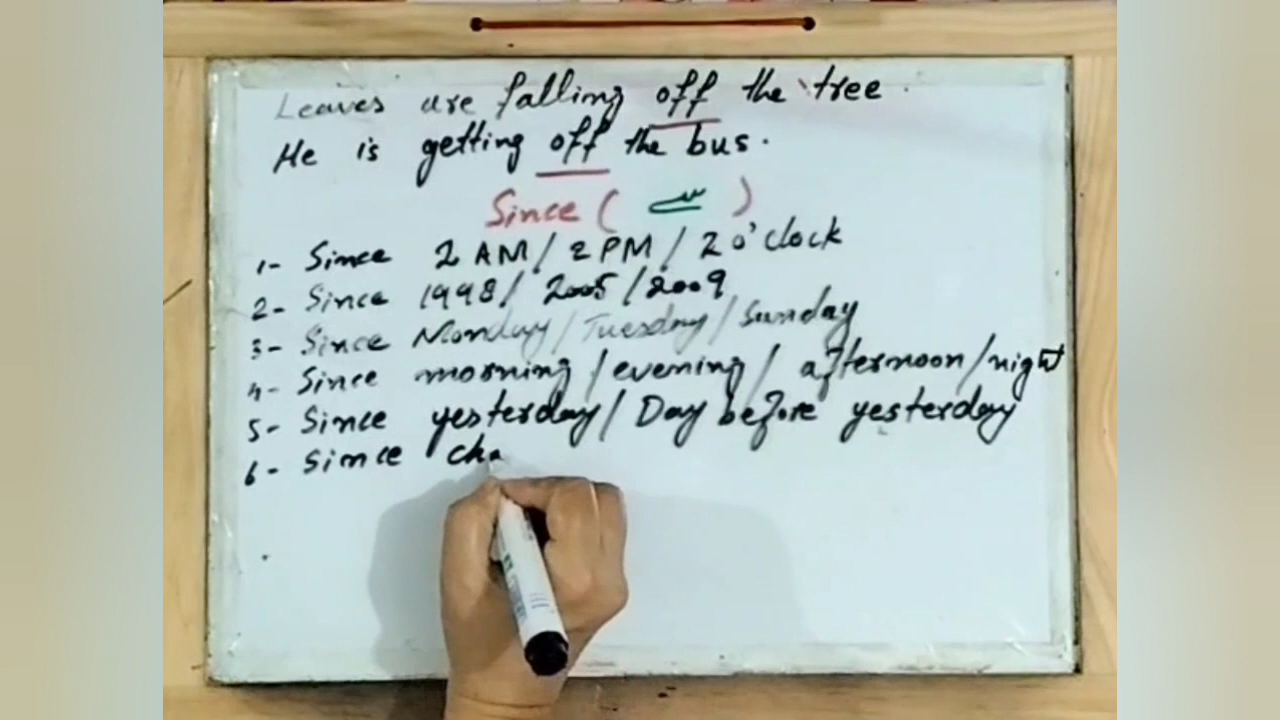 Leaves are falling off the tree.
He is getting off the bus.
Since ( سے )
1- Since 2 AM / 2 PM / 2 o'clock
2- Since 1998 / 2005 / 2009
3- Since Monday / Tuesday / Sunday
4- Since morning / evening / afternoon / night
5- Since yesterday / Day before yesterday
6- Since cha